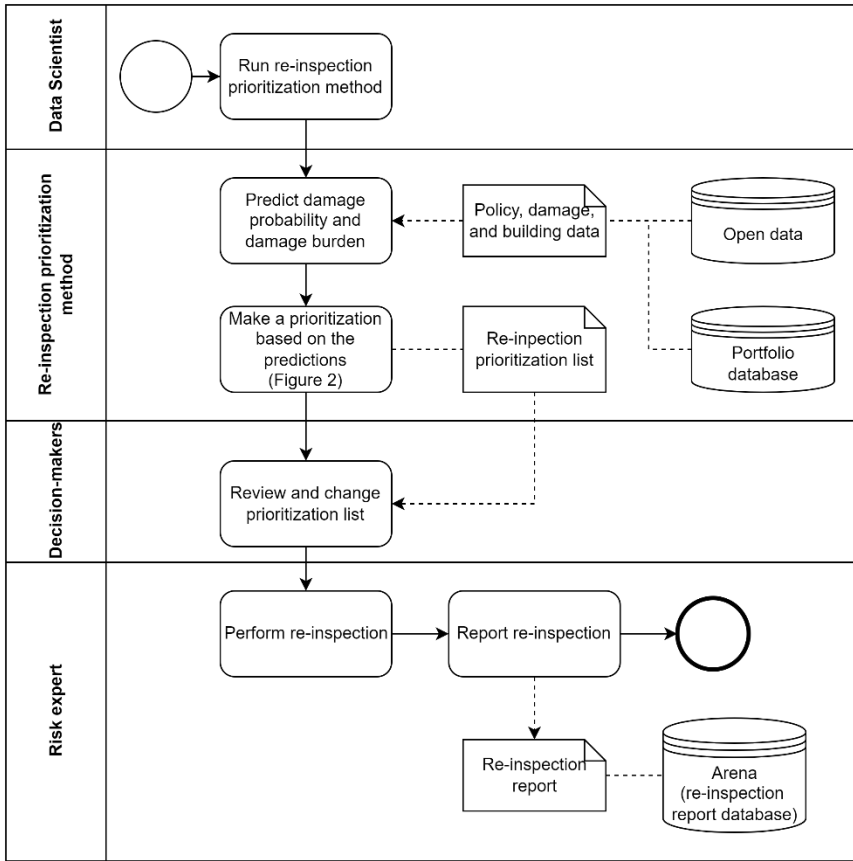 Data Scientist
Run re-inspection
prioritization method
Re-inspection prioritization
method
Predict damage
probability and
damage burden
Policy, damage,
and building data
Open data
Make a prioritization
based on the
predictions
(Figure 2)
Re-inpection
prioritization list
Portfolio
database
Decision-makers
Review and change
prioritization list
Risk expert
Perform re-inspection
Report re-inspection
Re-inspection
report
Arena
(re-inspection
report database)